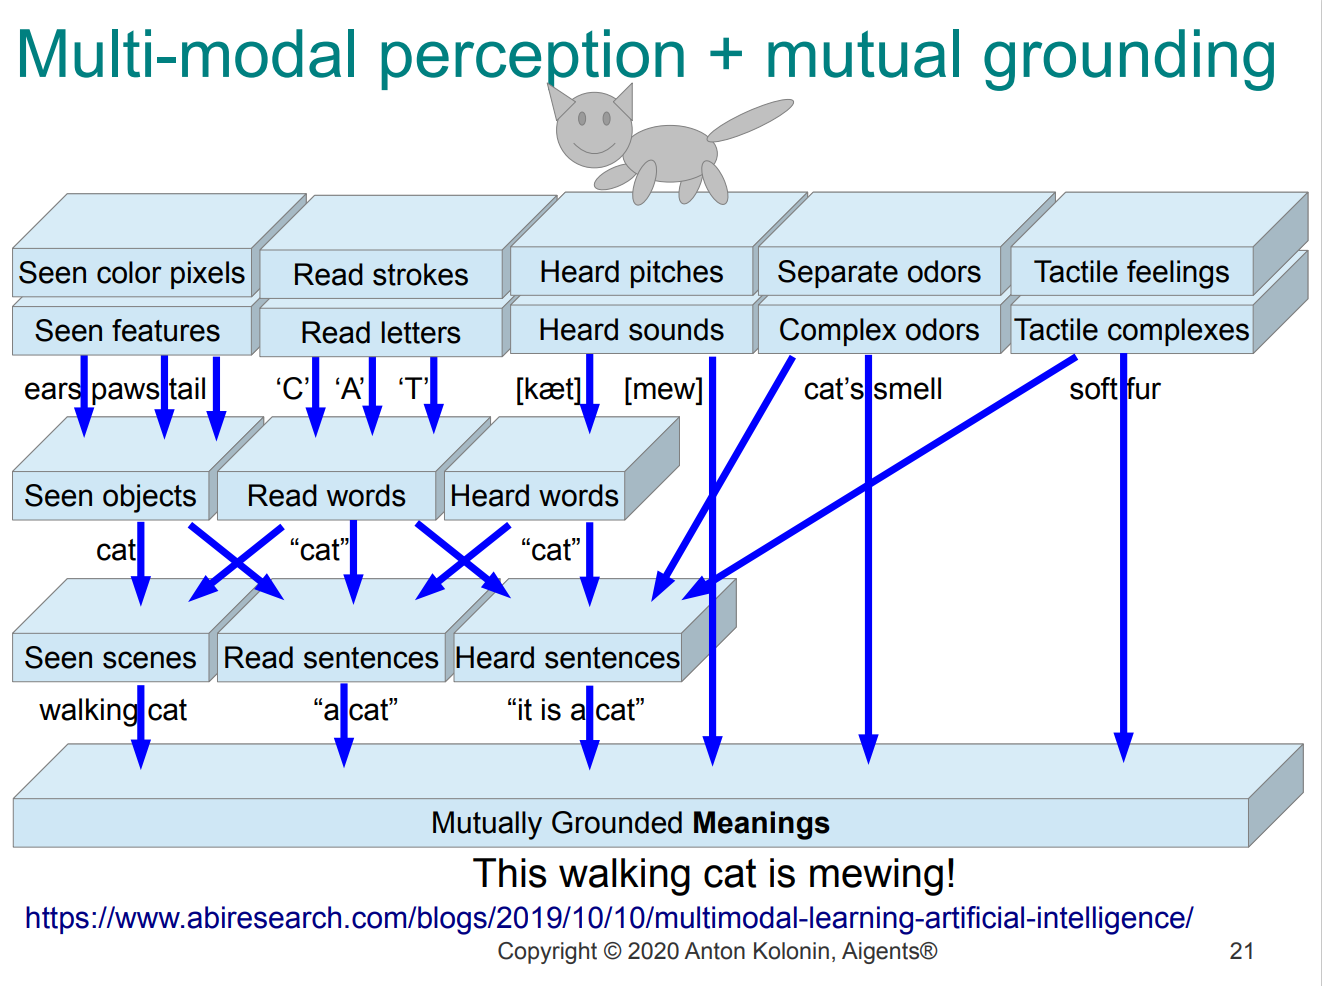 Multi-modal perception + mutual grounding
Seen color pixels
Read strokes
Heard pitches
Separate odors
Tactile feelings
Seen features
Read letters
Heard sounds
Complex odors
Tactile complexes
ears paws tail
‘C’ ‘A’ ‘T’
[kæt]
[mew]
cat’s smell
soft fur
Seen objects
Read words
Heard words
cat
“cat”
“cat”
Seen scenes
Read sentences
Heard sentences
walking cat
“a cat”
“it is a cat”
Mutually Grounded Meanings
This walking cat is mewing!
https://www.abiresearch.com/blogs/2019/10/10/multimodal-learning-artificial-intelligence/
Copyright © 2020 Anton Kolonin, Aigents®
21